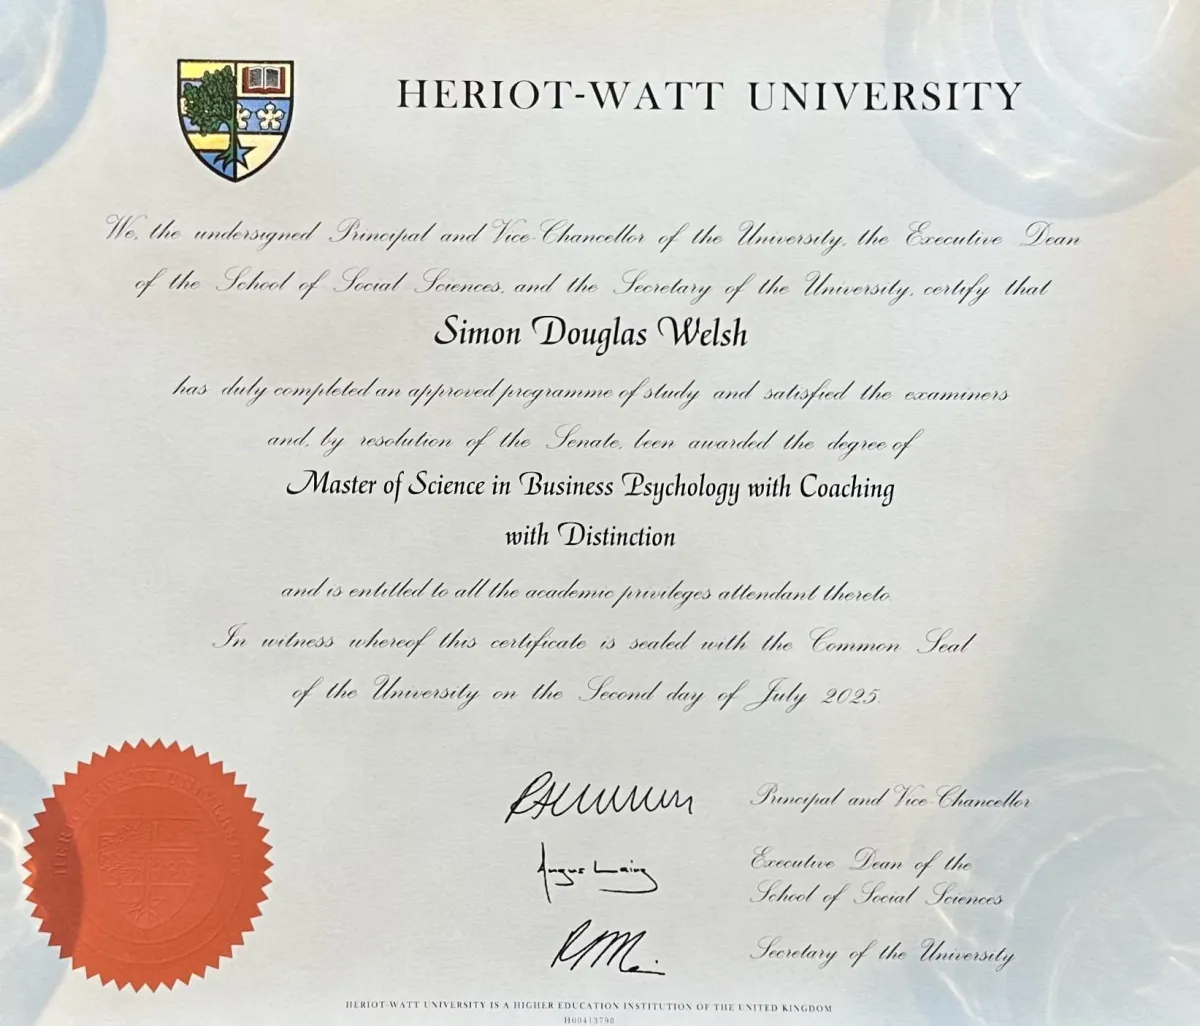 HERIOT-WATT UNIVERSITY
We, the undersigned Principal and Vice-Chancellor of the University, the Executive Dean
of the School of Social Sciences, and the Secretary of the University, certify that
Simon Douglas Welsh
has duly completed an approved programme of study and satisfied the examiners
and, by resolution of the Senate, been awarded the degree of
Master of Science in Business Psychology with Coaching
with Distinction
and is entitled to all the academic privileges attendant thereto.
In witness whereof this certificate is sealed with the Common Seal
of the University on the Second day of July 2025.
HERIOT WATT UNIVERSITY
Principal and Vice-Chancellor
Angus Laing
Executive Dean of the
School of Social Sciences
Secretary of the University
HERIOT-WATT UNIVERSITY IS A HIGHER EDUCATION INSTITUTION OF THE UNITED KINGDOM
H00413790